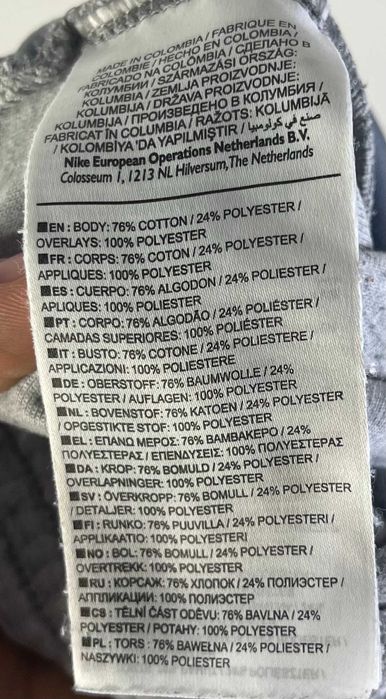 MADE IN COLOMBIA / FABRIQUE EN
COLOMBIE / HECHO EN COLOMBIA /
FABRICADO NA COLÔMBIA / СДЕЛАНО В
КОЛУМБИИ / SZÁRMAZÁSI ORSZÁG:
KOLUMBIA / ZEMLJA PROIZVODNJE:
KOLUMBIJA / DRŽAVA PROIZVODNJE:
KOLUMBIJA / ПРОИЗВЕДЕНО В КОЛУМБИЯ /
FABRICAT ÎN COLUMBIA / RAŽOTS: KOLUMBIJĀ
/ KOLOMBİYA 'DA YAPILMIŞTIR / صنع في كولومبيا
Nike European Operations Netherlands B.V.
Colosseum 1, 1213 NL Hilversum, The Netherlands
EN : BODY: 76% COTTON / 24% POLYESTER /
OVERLAYS: 100% POLYESTER
FR : CORPS: 76% COTON / 24% POLYESTER /
APPLIQUES: 100% POLYESTER
ES : CUERPO: 76% ALGODON / 24% POLIESTER /
APLIQUES: 100% POLIESTER
PT : CORPO: 76% ALGODÃO / 24% POLIÉSTER /
CAMADAS SUPERIORES: 100% POLIÉSTER
IT : BUSTO: 76% COTONE / 24% POLIESTERE /
APPLICAZIONI: 100% POLIESTERE
DE : OBERSTOFF: 76% BAUMWOLLE / 24%
POLYESTER / AUFLAGEN: 100% POLYESTER
NL : BOVENSTOF: 76% KATOEN / 24% POLYESTER
/ OPGESTIKTE STOF: 100% POLYESTER
EL : ΕΠΑΝΩ ΜΕΡΟΣ: 76% ΒΑΜΒΑΚΕΡΟ / 24%
ΠΟΛΥΕΣΤΕΡΑΣ / ΕΠΕΝΔΥΣΕΙΣ: 100% ΠΟΛΥΕΣΤΕΡΑΣ
DA : KROP: 76% BOMULD / 24% POLYESTER /
OVERLAPNINGER: 100% POLYESTER
SV : ÖVERKROPP: 76% BOMULL / 24% POLYESTER
/ DETALJER: 100% POLYESTER
FI : RUNKO: 76% PUUVILLA / 24% POLYESTERI /
APPLIKAATIO: 100% POLYESTERI
NO : BOL: 76% BOMULL / 24% POLYESTER /
OVERTREKK: 100% POLYESTER
RU : КОРСАЖ: 76% ХЛОПОК / 24% ПОЛИЭСТЕР /
АППЛИКАЦИИ: 100% ПОЛИЭСТЕР
CS : TĚLNÍ ČÁST ODĚVU: 76% BAVLNA / 24%
POLYESTER / POTAHY: 100% POLYESTER
PL : TORS : 76% BAWEŁNA / 24% POLIESTER /
NASZYWKI: 100% POLIESTER